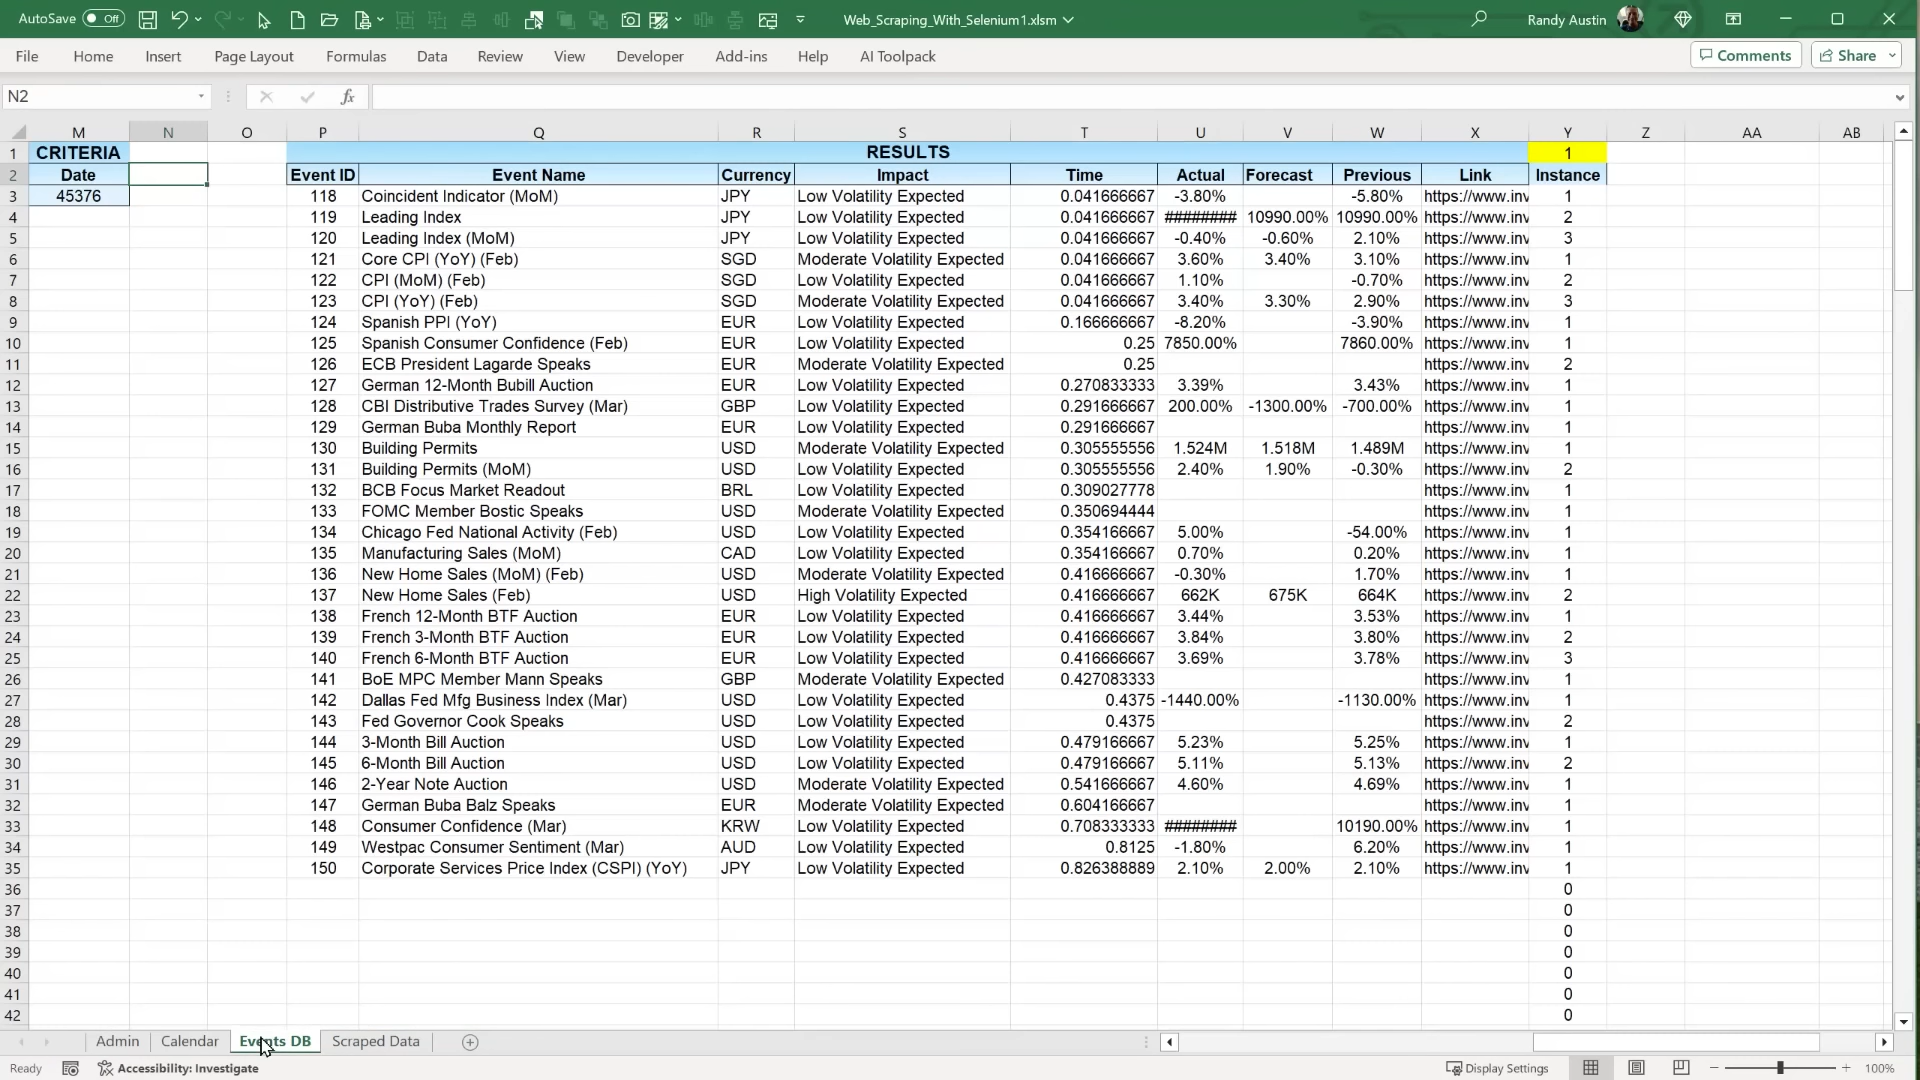 AutoSave Off Web_Scraping_With_Selenium1.xlsm Randy Austin
File Home Insert Page Layout Formulas Data Review View Developer Add-ins Help AI Toolpack Comments Share
N2 fx
M N O P Q R S T U V W X Y Z AA AB
1 CRITERIA RESULTS 1
2 Date Event ID Event Name Currency Impact Time Actual Forecast Previous Link Instance
3 45376 118 Coincident Indicator (MoM) JPY Low Volatility Expected 0.041666667 -3.80% -5.80% https://www.inv 1
4 119 Leading Index JPY Low Volatility Expected 0.041666667 ######## 10990.00% 10990.00% https://www.inv 2
5 120 Leading Index (MoM) JPY Low Volatility Expected 0.041666667 -0.40% -0.60% 2.10% https://www.inv 3
6 121 Core CPI (YoY) (Feb) SGD Moderate Volatility Expected 0.041666667 3.60% 3.40% 3.10% https://www.inv 1
7 122 CPI (MoM) (Feb) SGD Low Volatility Expected 0.041666667 1.10% -0.70% https://www.inv 2
8 123 CPI (YoY) (Feb) SGD Moderate Volatility Expected 0.041666667 3.40% 3.30% 2.90% https://www.inv 3
9 124 Spanish PPI (YoY) EUR Low Volatility Expected 0.166666667 -8.20% -3.90% https://www.inv 1
10 125 Spanish Consumer Confidence (Feb) EUR Low Volatility Expected 0.25 7850.00% 7860.00% https://www.inv 1
11 126 ECB President Lagarde Speaks EUR Moderate Volatility Expected 0.25 https://www.inv 2
12 127 German 12-Month Bubill Auction EUR Low Volatility Expected 0.270833333 3.39% 3.43% https://www.inv 1
13 128 CBI Distributive Trades Survey (Mar) GBP Low Volatility Expected 0.291666667 200.00% -1300.00% -700.00% https://www.inv 1
14 129 German Buba Monthly Report EUR Low Volatility Expected 0.291666667 https://www.inv 1
15 130 Building Permits USD Moderate Volatility Expected 0.305555556 1.524M 1.518M 1.489M https://www.inv 1
16 131 Building Permits (MoM) USD Low Volatility Expected 0.305555556 2.40% 1.90% -0.30% https://www.inv 2
17 132 BCB Focus Market Readout BRL Low Volatility Expected 0.309027778 https://www.inv 1
18 133 FOMC Member Bostic Speaks USD Moderate Volatility Expected 0.350694444 https://www.inv 1
19 134 Chicago Fed National Activity (Feb) USD Low Volatility Expected 0.354166667 5.00% -54.00% https://www.inv 1
20 135 Manufacturing Sales (MoM) CAD Low Volatility Expected 0.354166667 0.70% 0.20% https://www.inv 1
21 136 New Home Sales (MoM) (Feb) USD Moderate Volatility Expected 0.416666667 -0.30% 1.70% https://www.inv 1
22 137 New Home Sales (Feb) USD High Volatility Expected 0.416666667 662K 675K 664K https://www.inv 2
23 138 French 12-Month BTF Auction EUR Low Volatility Expected 0.416666667 3.44% 3.53% https://www.inv 1
24 139 French 3-Month BTF Auction EUR Low Volatility Expected 0.416666667 3.84% 3.80% https://www.inv 2
25 140 French 6-Month BTF Auction EUR Low Volatility Expected 0.416666667 3.69% 3.78% https://www.inv 3
26 141 BoE MPC Member Mann Speaks GBP Moderate Volatility Expected 0.427083333 https://www.inv 1
27 142 Dallas Fed Mfg Business Index (Mar) USD Low Volatility Expected 0.4375 -1440.00% -1130.00% https://www.inv 1
28 143 Fed Governor Cook Speaks USD Low Volatility Expected 0.4375 https://www.inv 2
29 144 3-Month Bill Auction USD Low Volatility Expected 0.479166667 5.23% 5.25% https://www.inv 1
30 145 6-Month Bill Auction USD Low Volatility Expected 0.479166667 5.11% 5.13% https://www.inv 2
31 146 2-Year Note Auction USD Moderate Volatility Expected 0.541666667 4.60% 4.69% https://www.inv 1
32 147 German Buba Balz Speaks EUR Moderate Volatility Expected 0.604166667 https://www.inv 1
33 148 Consumer Confidence (Mar) KRW Low Volatility Expected 0.708333333 ######## 10190.00% https://www.inv 1
34 149 Westpac Consumer Sentiment (Mar) AUD Low Volatility Expected 0.8125 -1.80% 6.20% https://www.inv 1
35 150 Corporate Services Price Index (CSPI) (YoY) JPY Low Volatility Expected 0.826388889 2.10% 2.00% 2.10% https://www.inv 1
36 0
37 0
38 0
39 0
40 0
41 0
42 0
Admin Calendar Events DB Scraped Data
Ready Accessibility: Investigate Display Settings 100%